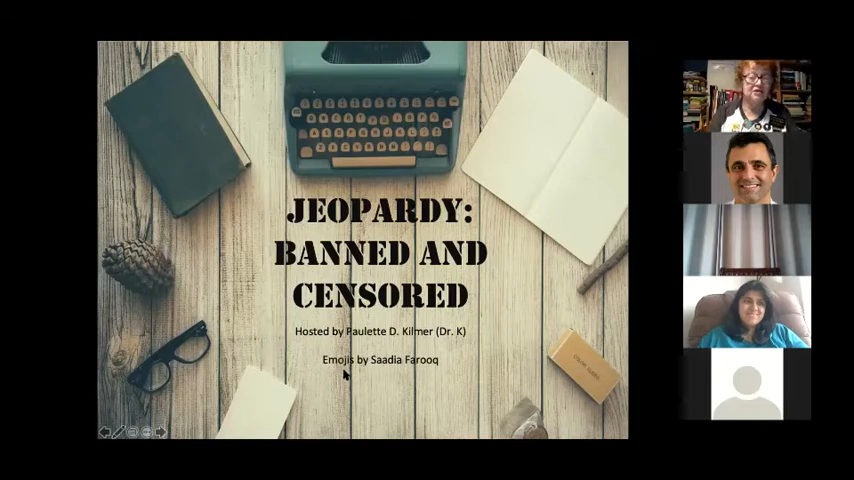 JEOPARDY:
BANNED AND
CENSORED
Hosted by Paulette D. Kilmer (Dr. K)
Emojis by Saadia Farooq